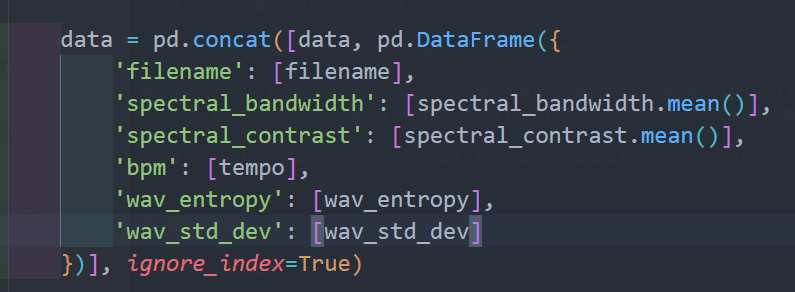 data = pd.concat([data, pd.DataFrame({
'filename': [filename],
'spectral_bandwidth': [spectral_bandwidth.mean()],
'spectral_contrast': [spectral_contrast.mean()],
'bpm': [tempo],
'wav_entropy': [wav_entropy],
'wav_std_dev': [wav_std_dev]
})], ignore_index=True)